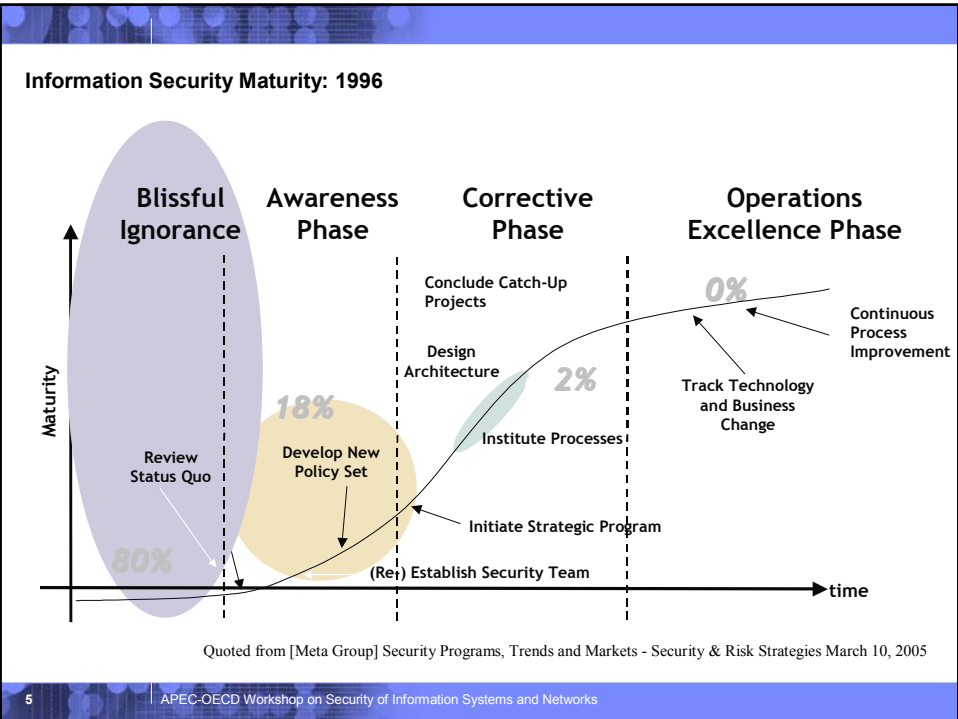 Information Security Maturity: 1996
Blissful
Ignorance
Awareness
Phase
Corrective
Phase
Operations
Excellence Phase
Conclude Catch-Up
Projects
0%
Continuous
Process
Improvement
Design
Architecture
2%
Track Technology
and Business
Change
Maturity
18%
Institute Processes
Review
Status Quo
Develop New
Policy Set
Initiate Strategic Program
80%
(Re-) Establish Security Team
time
Quoted from [Meta Group] Security Programs, Trends and Markets - Security & Risk Strategies March 10, 2005
5
APEC-OECD Workshop on Security of Information Systems and Networks